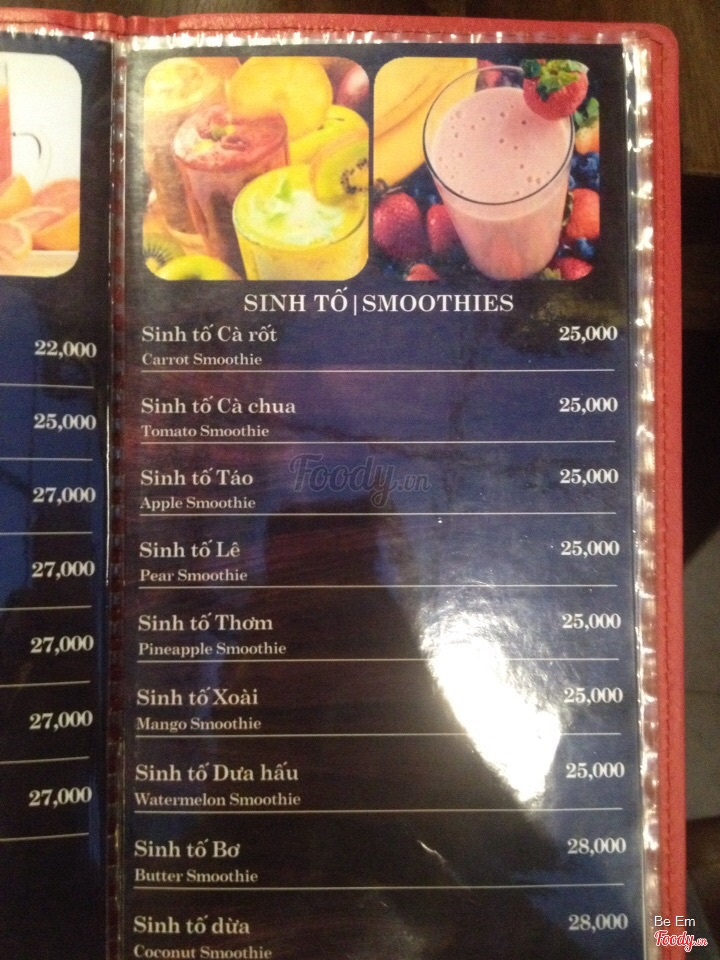 22,000
25,000
27,000
27,000
27,000
27,000
27,000
SINH TỐ | SMOOTHIES
Sinh tố Cà rốt 25,000
Carrot Smoothie
Sinh tố Cà chua 25,000
Tomato Smoothie
Sinh tố Táo 25,000
Apple Smoothie
Sinh tố Lê 25,000
Pear Smoothie
Sinh tố Thơm 25,000
Pineapple Smoothie
Sinh tố Xoài 25,000
Mango Smoothie
Sinh tố Dưa hấu 25,000
Watermelon Smoothie
Sinh tố Bơ 28,000
Butter Smoothie
Sinh tố dừa 28,000
Coconut Smoothie
Foody.vn
Be Em
Foody.vn